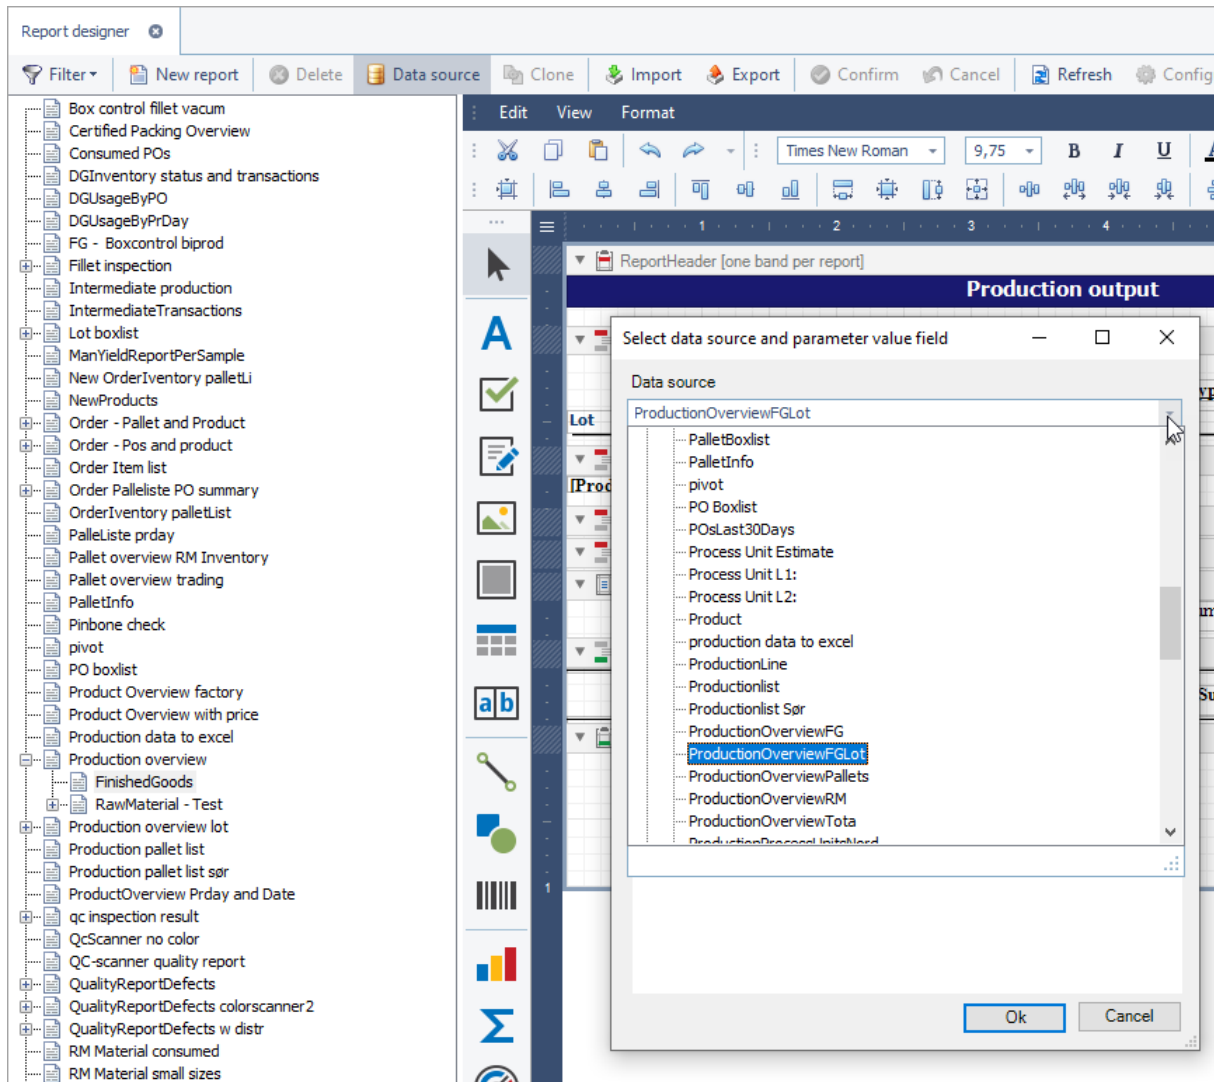 Report designer
Filter New report Delete Data source Clone Import Export Confirm Cancel Refresh Config
Box control fillet vacum
Certified Packing Overview
Consumed POs
DGInventory status and transactions
DGUsageByPO
DGUsageByPrDay
FG - Boxcontrol biprod
Fillet inspection
Intermediate production
IntermediateTransactions
Lot boxlist
ManYieldReportPerSample
New OrderIventory palletLi
NewProducts
Order - Pallet and Product
Order - Pos and product
Order Item list
Order Palleliste PO summary
OrderIventory palletList
PalleListe prday
Pallet overview RM Inventory
Pallet overview trading
PalletInfo
Pinbone check
pivot
PO boxlist
Product Overview factory
Product Overview with price
Production data to excel
Production overview
FinishedGoods
RawMaterial - Test
Production overview lot
Production pallet list
Production pallet list sør
ProductOverview Prday and Date
qc inspection result
QcScanner no color
QC-scanner quality report
QualityReportDefects
QualityReportDefects colorscanner2
QualityReportDefects w distr
RM Material consumed
RM Material small sizes
Edit View Format
Times New Roman 9,75 B I U
1 2 3 4
ReportHeader [one band per report]
Production output
Lot
[Prod
1
Select data source and parameter value field
Data source
ProductionOverviewFGLot
PalletBoxlist
PalletInfo
pivot
PO Boxlist
POsLast30Days
Process Unit Estimate
Process Unit L1:
Process Unit L2:
Product
production data to excel
ProductionLine
Productionlist
Productionlist Sør
ProductionOverviewFG
ProductionOverviewFGLot
ProductionOverviewPallets
ProductionOverviewRM
ProductionOverviewTota
ProductionProcessUnitsNord
Ok Cancel